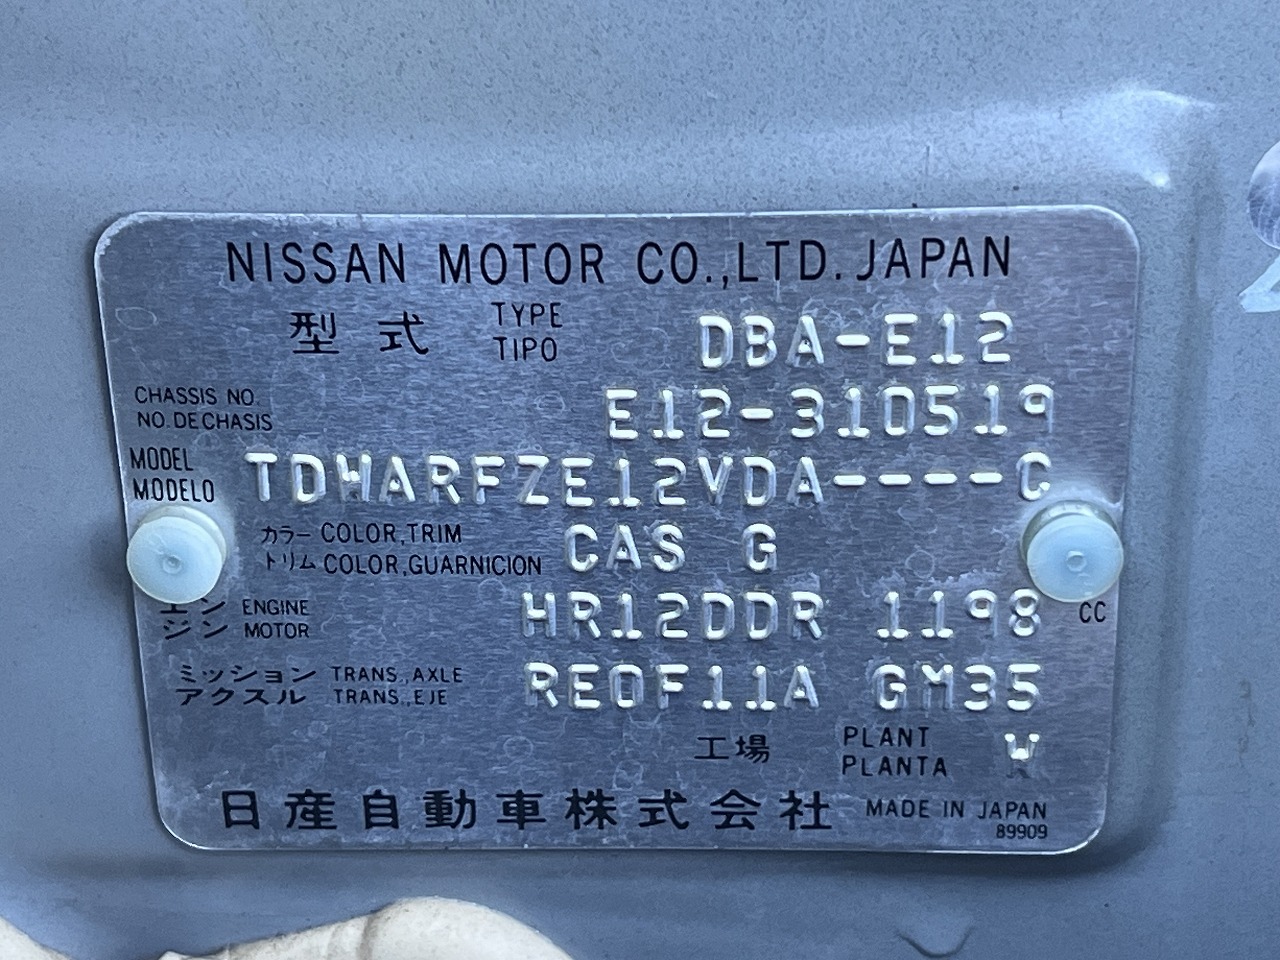 NISSAN MOTOR CO.,LTD. JAPAN
型式 TYPE DBA-E12
TIPO
CHASSIS NO. E12-310519
NO. DE CHASIS
MODEL TDWARFZE12VDA----C
MODELO
カラー COLOR,TRIM CAS G
トリム COLOR,GUARNICION
エン ENGINE HR12DDR 1198 CC
ジン MOTOR
ミッション TRANS.,AXLE RE0F11A GM35
アクスル TRANS.,EJE
工場 PLANT W
PLANTA
日産自動車株式会社 MADE IN JAPAN
89909